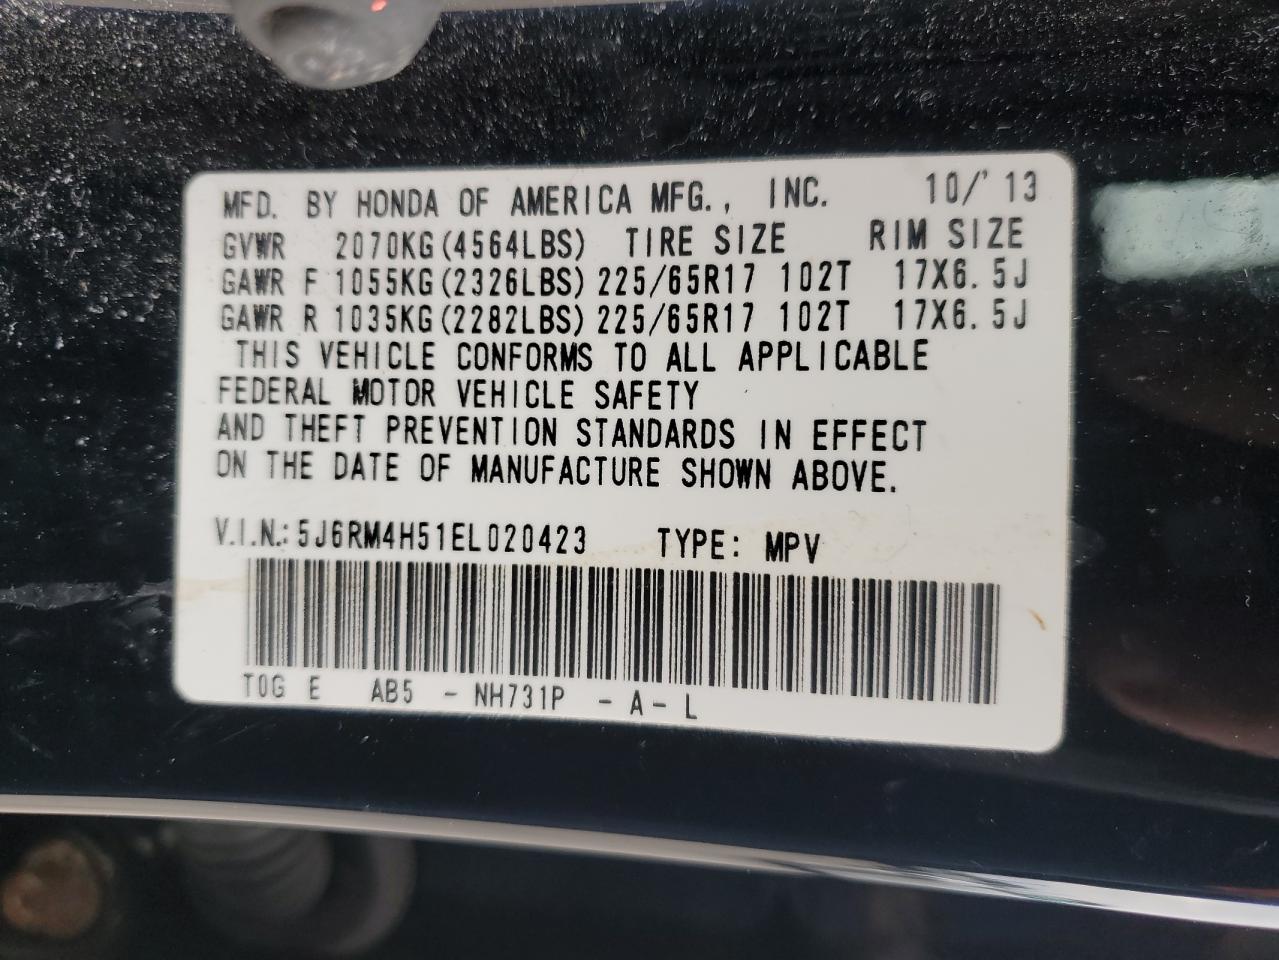 MFD. BY HONDA OF AMERICA MFG., INC. 10/'13
GVWR 2070KG(4564LBS) TIRE SIZE RIM SIZE
GAWR F 1055KG(2326LBS) 225/65R17 102T 17X6.5J
GAWR R 1035KG(2282LBS) 225/65R17 102T 17X6.5J
THIS VEHICLE CONFORMS TO ALL APPLICABLE
FEDERAL MOTOR VEHICLE SAFETY
AND THEFT PREVENTION STANDARDS IN EFFECT
ON THE DATE OF MANUFACTURE SHOWN ABOVE.
V.I.N.: 5J6RM4H51EL020423 TYPE: MPV
T0G E AB5 - NH731P - A - L